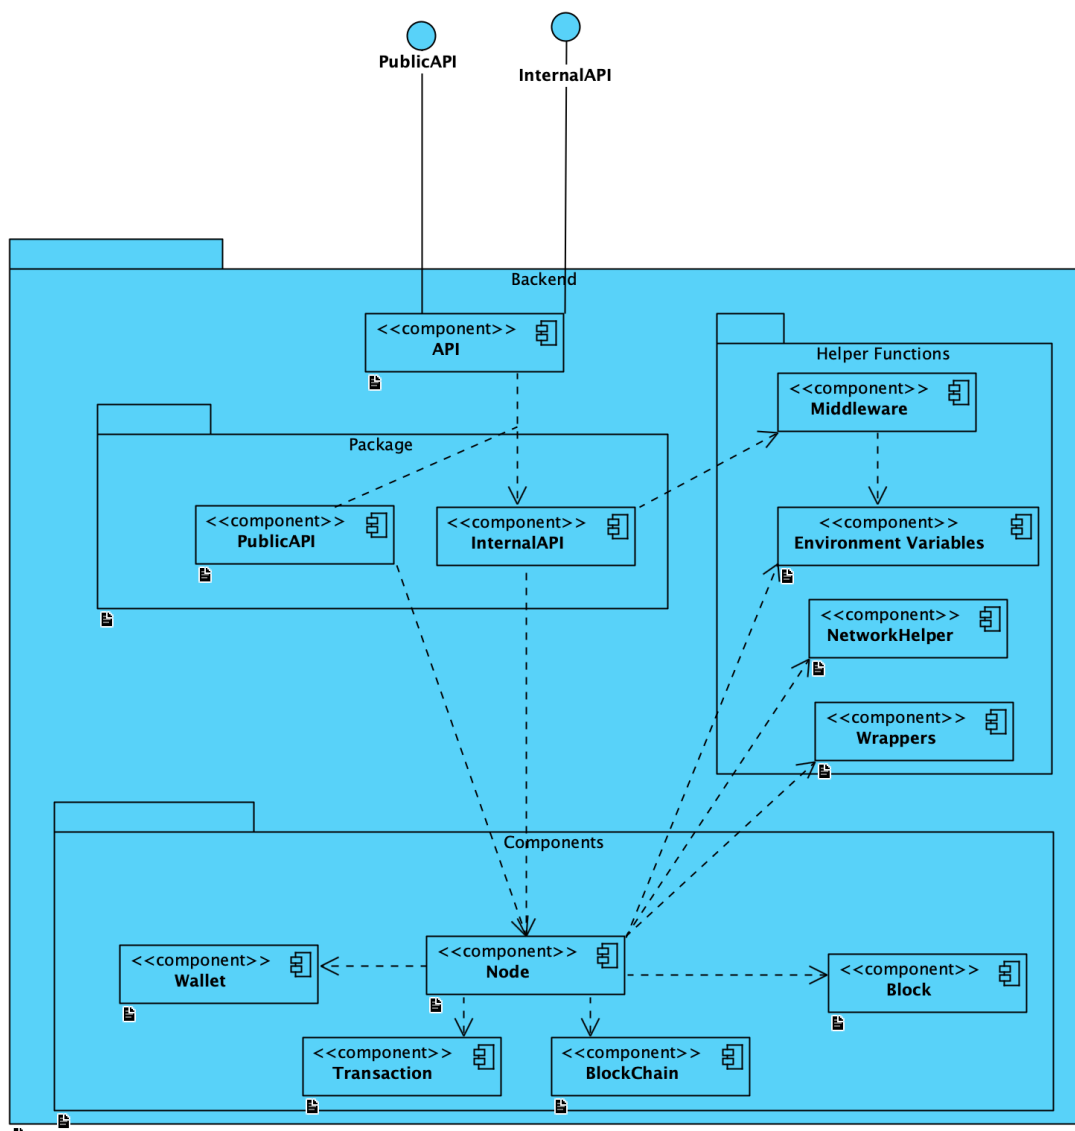 PublicAPI
InternalAPI
Backend
<<component>>
API
Helper Functions
<<component>>
Middleware
Package
<<component>>
PublicAPI
<<component>>
InternalAPI
<<component>>
Environment Variables
<<component>>
NetworkHelper
<<component>>
Wrappers
Components
<<component>>
Wallet
<<component>>
Node
<<component>>
Block
<<component>>
Transaction
<<component>>
BlockChain